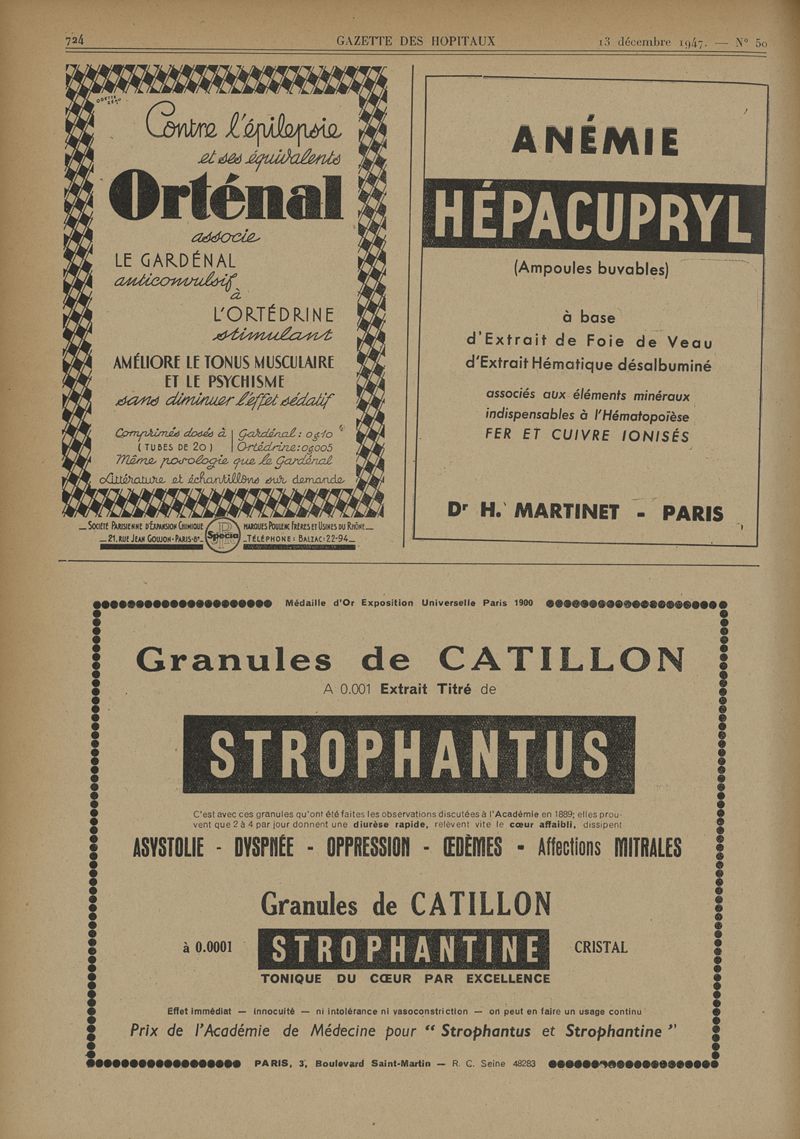 724
GAZETTE DES HOPITAUX
13 décembre 1947. — N° 50
Contre l'épilepsie
et ses équivalents
Orténal
associe
LE GARDÉNAL
anticonvulsif
à
L'ORTÉDRINE
stimulant
AMÉLIORE LE TONUS MUSCULAIRE
ET LE PSYCHISME
sans diminuer l'effet sédatif
Comprimés dosés à | Gardénal: 0g10
(TUBES DE 20) | Ortédrine: 0g005
Même posologie que le Gardénal
Littérature et échantillons sur demande
— SOCIÉTÉ PARISIENNE D'EXPANSION CHIMIQUE
MARQUES POULENC FRÈRES ET USINES DU RHÔNE —
— 21, RUE JEAN GOUJON - PARIS-8e —
Specia
— TÉLÉPHONE: BALZAC: 22-94 —
ANÉMIE
HÉPACUPRYL
(Ampoules buvables)
à base
d'Extrait de Foie de Veau
d'Extrait Hématique désalbuminé
associés aux éléments minéraux
indispensables à l'Hématopoïèse
FER ET CUIVRE IONISÉS
Dr H. MARTINET - PARIS
Médaille d'Or Exposition Universelle Paris 1900
Granules de CATILLON
A 0.001 Extrait Titré de
STROPHANTUS
C'est avec ces granules qu'ont été faites les observations discutées à l'Académie en 1889; elles prou-
vent que 2 à 4 par jour donnent une diurèse rapide, relèvent vite le cœur affaibli, dissipent
ASYSTOLIE - DYSPNÉE - OPPRESSION - ŒDÈMES - Affections MITRALES
Granules de CATILLON
à 0.0001 STROPHANTINE CRISTAL
TONIQUE DU CŒUR PAR EXCELLENCE
Effet immédiat — innocuité — ni intolérance ni vasoconstriction — on peut en faire un usage continu
Prix de l'Académie de Médecine pour “ Strophantus et Strophantine ”
PARIS, 3, Boulevard Saint-Martin — R. C. Seine 48283